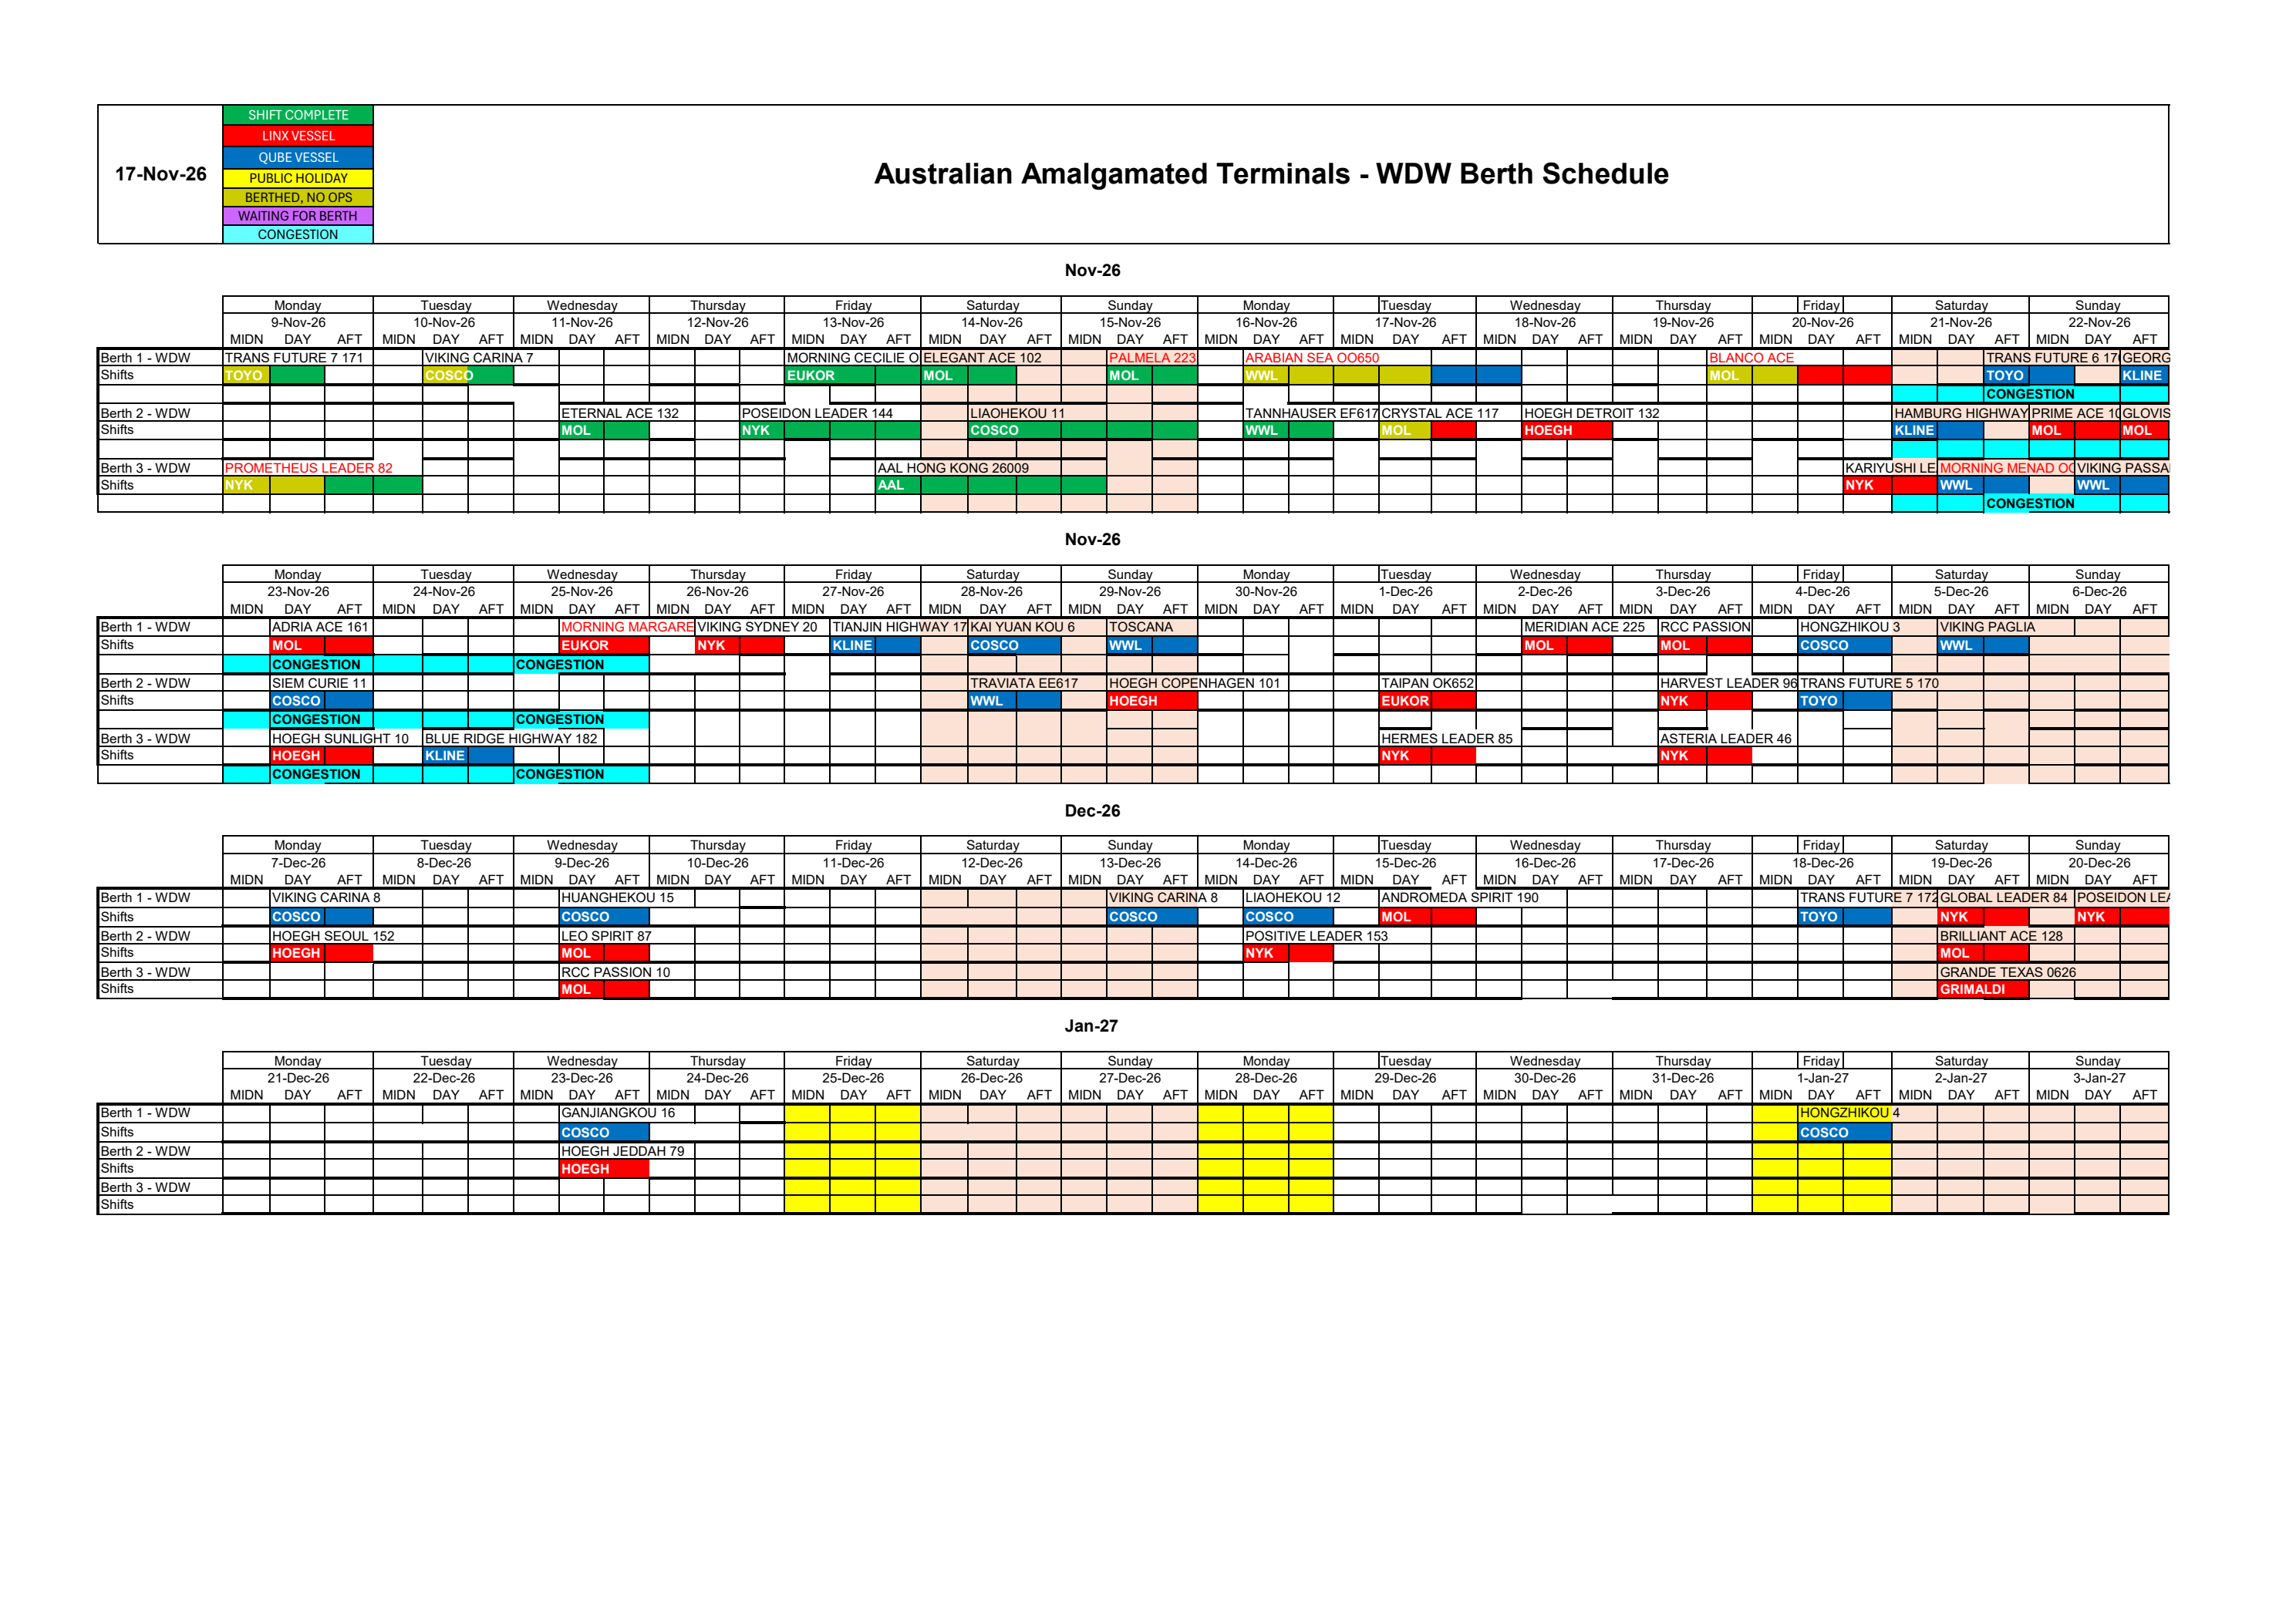 17-Nov-26
SHIFT COMPLETE
LINX VESSEL
QUBE VESSEL
PUBLIC HOLIDAY
BERTHED, NO OPS
WAITING FOR BERTH
CONGESTION
Australian Amalgamated Terminals - WDW Berth Schedule
Nov-26
Monday Tuesday Wednesday Thursday Friday Saturday Sunday Monday Tuesday Wednesday Thursday Friday Saturday Sunday
9-Nov-26 10-Nov-26 11-Nov-26 12-Nov-26 13-Nov-26 14-Nov-26 15-Nov-26 16-Nov-26 17-Nov-26 18-Nov-26 19-Nov-26 20-Nov-26 21-Nov-26 22-Nov-26
MIDN DAY AFT MIDN DAY AFT MIDN DAY AFT MIDN DAY AFT MIDN DAY AFT MIDN DAY AFT MIDN DAY AFT MIDN DAY AFT MIDN DAY AFT MIDN DAY AFT MIDN DAY AFT MIDN DAY AFT MIDN DAY AFT MIDN DAY AFT
Berth 1 - WDW TRANS FUTURE 7 171 VIKING CARINA 7 MORNING CECILIE O ELEGANT ACE 102 PALMELA 223 ARABIAN SEA OO650 BLANCO ACE TRANS FUTURE 6 17 GEORG
Shifts TOYO COSCO EUKOR MOL MOL WWL MOL TOYO KLINE
CONGESTION
Berth 2 - WDW ETERNAL ACE 132 POSEIDON LEADER 144 LIAOHEKOU 11 TANNHAUSER EF617 CRYSTAL ACE 117 HOEGH DETROIT 132 HAMBURG HIGHWAY PRIME ACE 10 GLOVIS
Shifts MOL NYK COSCO WWL MOL HOEGH KLINE MOL MOL
Berth 3 - WDW PROMETHEUS LEADER 82 AAL HONG KONG 26009 KARIYUSHI LE MORNING MENAD OC VIKING PASSA
Shifts NYK AAL NYK WWL WWL
CONGESTION
Nov-26
Monday Tuesday Wednesday Thursday Friday Saturday Sunday Monday Tuesday Wednesday Thursday Friday Saturday Sunday
23-Nov-26 24-Nov-26 25-Nov-26 26-Nov-26 27-Nov-26 28-Nov-26 29-Nov-26 30-Nov-26 1-Dec-26 2-Dec-26 3-Dec-26 4-Dec-26 5-Dec-26 6-Dec-26
MIDN DAY AFT MIDN DAY AFT MIDN DAY AFT MIDN DAY AFT MIDN DAY AFT MIDN DAY AFT MIDN DAY AFT MIDN DAY AFT MIDN DAY AFT MIDN DAY AFT MIDN DAY AFT MIDN DAY AFT MIDN DAY AFT MIDN DAY AFT
Berth 1 - WDW ADRIA ACE 161 MORNING MARGARE VIKING SYDNEY 20 TIANJIN HIGHWAY 17 KAI YUAN KOU 6 TOSCANA MERIDIAN ACE 225 RCC PASSION HONGZHIKOU 3 VIKING PAGLIA
Shifts MOL EUKOR NYK KLINE COSCO WWL MOL MOL COSCO WWL
CONGESTION CONGESTION
Berth 2 - WDW SIEM CURIE 11 TRAVIATA EE617 HOEGH COPENHAGEN 101 TAIPAN OK652 HARVEST LEADER 96 TRANS FUTURE 5 170
Shifts COSCO WWL HOEGH EUKOR NYK TOYO
CONGESTION CONGESTION
Berth 3 - WDW HOEGH SUNLIGHT 10 BLUE RIDGE HIGHWAY 182 HERMES LEADER 85 ASTERIA LEADER 46
Shifts HOEGH KLINE NYK NYK
CONGESTION CONGESTION
Dec-26
Monday Tuesday Wednesday Thursday Friday Saturday Sunday Monday Tuesday Wednesday Thursday Friday Saturday Sunday
7-Dec-26 8-Dec-26 9-Dec-26 10-Dec-26 11-Dec-26 12-Dec-26 13-Dec-26 14-Dec-26 15-Dec-26 16-Dec-26 17-Dec-26 18-Dec-26 19-Dec-26 20-Dec-26
MIDN DAY AFT MIDN DAY AFT MIDN DAY AFT MIDN DAY AFT MIDN DAY AFT MIDN DAY AFT MIDN DAY AFT MIDN DAY AFT MIDN DAY AFT MIDN DAY AFT MIDN DAY AFT MIDN DAY AFT MIDN DAY AFT MIDN DAY AFT
Berth 1 - WDW VIKING CARINA 8 HUANGHEKOU 15 VIKING CARINA 8 LIAOHEKOU 12 ANDROMEDA SPIRIT 190 TRANS FUTURE 7 172 GLOBAL LEADER 84 POSEIDON LEA
Shifts COSCO COSCO COSCO COSCO MOL TOYO NYK NYK
Berth 2 - WDW HOEGH SEOUL 152 LEO SPIRIT 87 POSITIVE LEADER 153 BRILLIANT ACE 128
Shifts HOEGH MOL NYK MOL
Berth 3 - WDW RCC PASSION 10 GRANDE TEXAS 0626
Shifts MOL GRIMALDI
Jan-27
Monday Tuesday Wednesday Thursday Friday Saturday Sunday Monday Tuesday Wednesday Thursday Friday Saturday Sunday
21-Dec-26 22-Dec-26 23-Dec-26 24-Dec-26 25-Dec-26 26-Dec-26 27-Dec-26 28-Dec-26 29-Dec-26 30-Dec-26 31-Dec-26 1-Jan-27 2-Jan-27 3-Jan-27
MIDN DAY AFT MIDN DAY AFT MIDN DAY AFT MIDN DAY AFT MIDN DAY AFT MIDN DAY AFT MIDN DAY AFT MIDN DAY AFT MIDN DAY AFT MIDN DAY AFT MIDN DAY AFT MIDN DAY AFT MIDN DAY AFT MIDN DAY AFT
Berth 1 - WDW GANJIANGKOU 16 HONGZHIKOU 4
Shifts COSCO COSCO
Berth 2 - WDW HOEGH JEDDAH 79
Shifts HOEGH
Berth 3 - WDW
Shifts